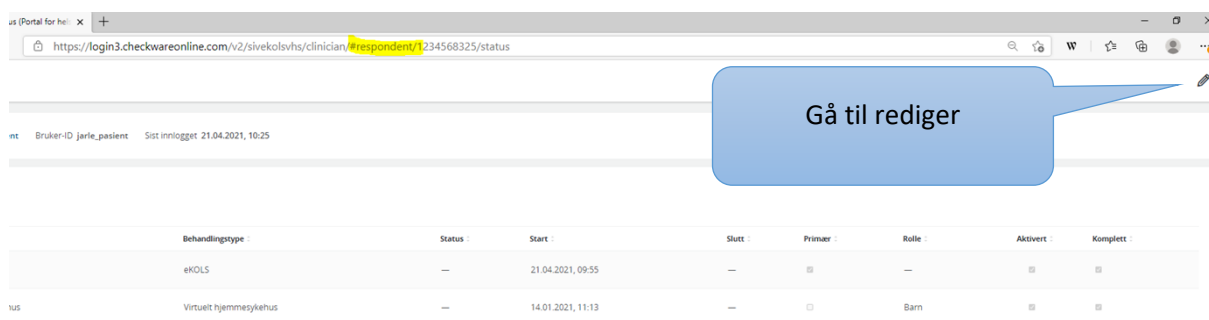 us (Portal for hel
https://login3.checkwareonline.com/v2/sivekolsvhs/clinician/#respondent/1234568325/status
Gå til rediger
ent Bruker-ID jarle_pasient Sist innlogget 21.04.2021, 10:25
Behandlingstype Status Start Slutt Primær Rolle Aktivert Komplett
eKOLS — 21.04.2021, 09:55 — —
ıus Virtuelt hjemmesykehus — 14.01.2021, 11:13 — Barn